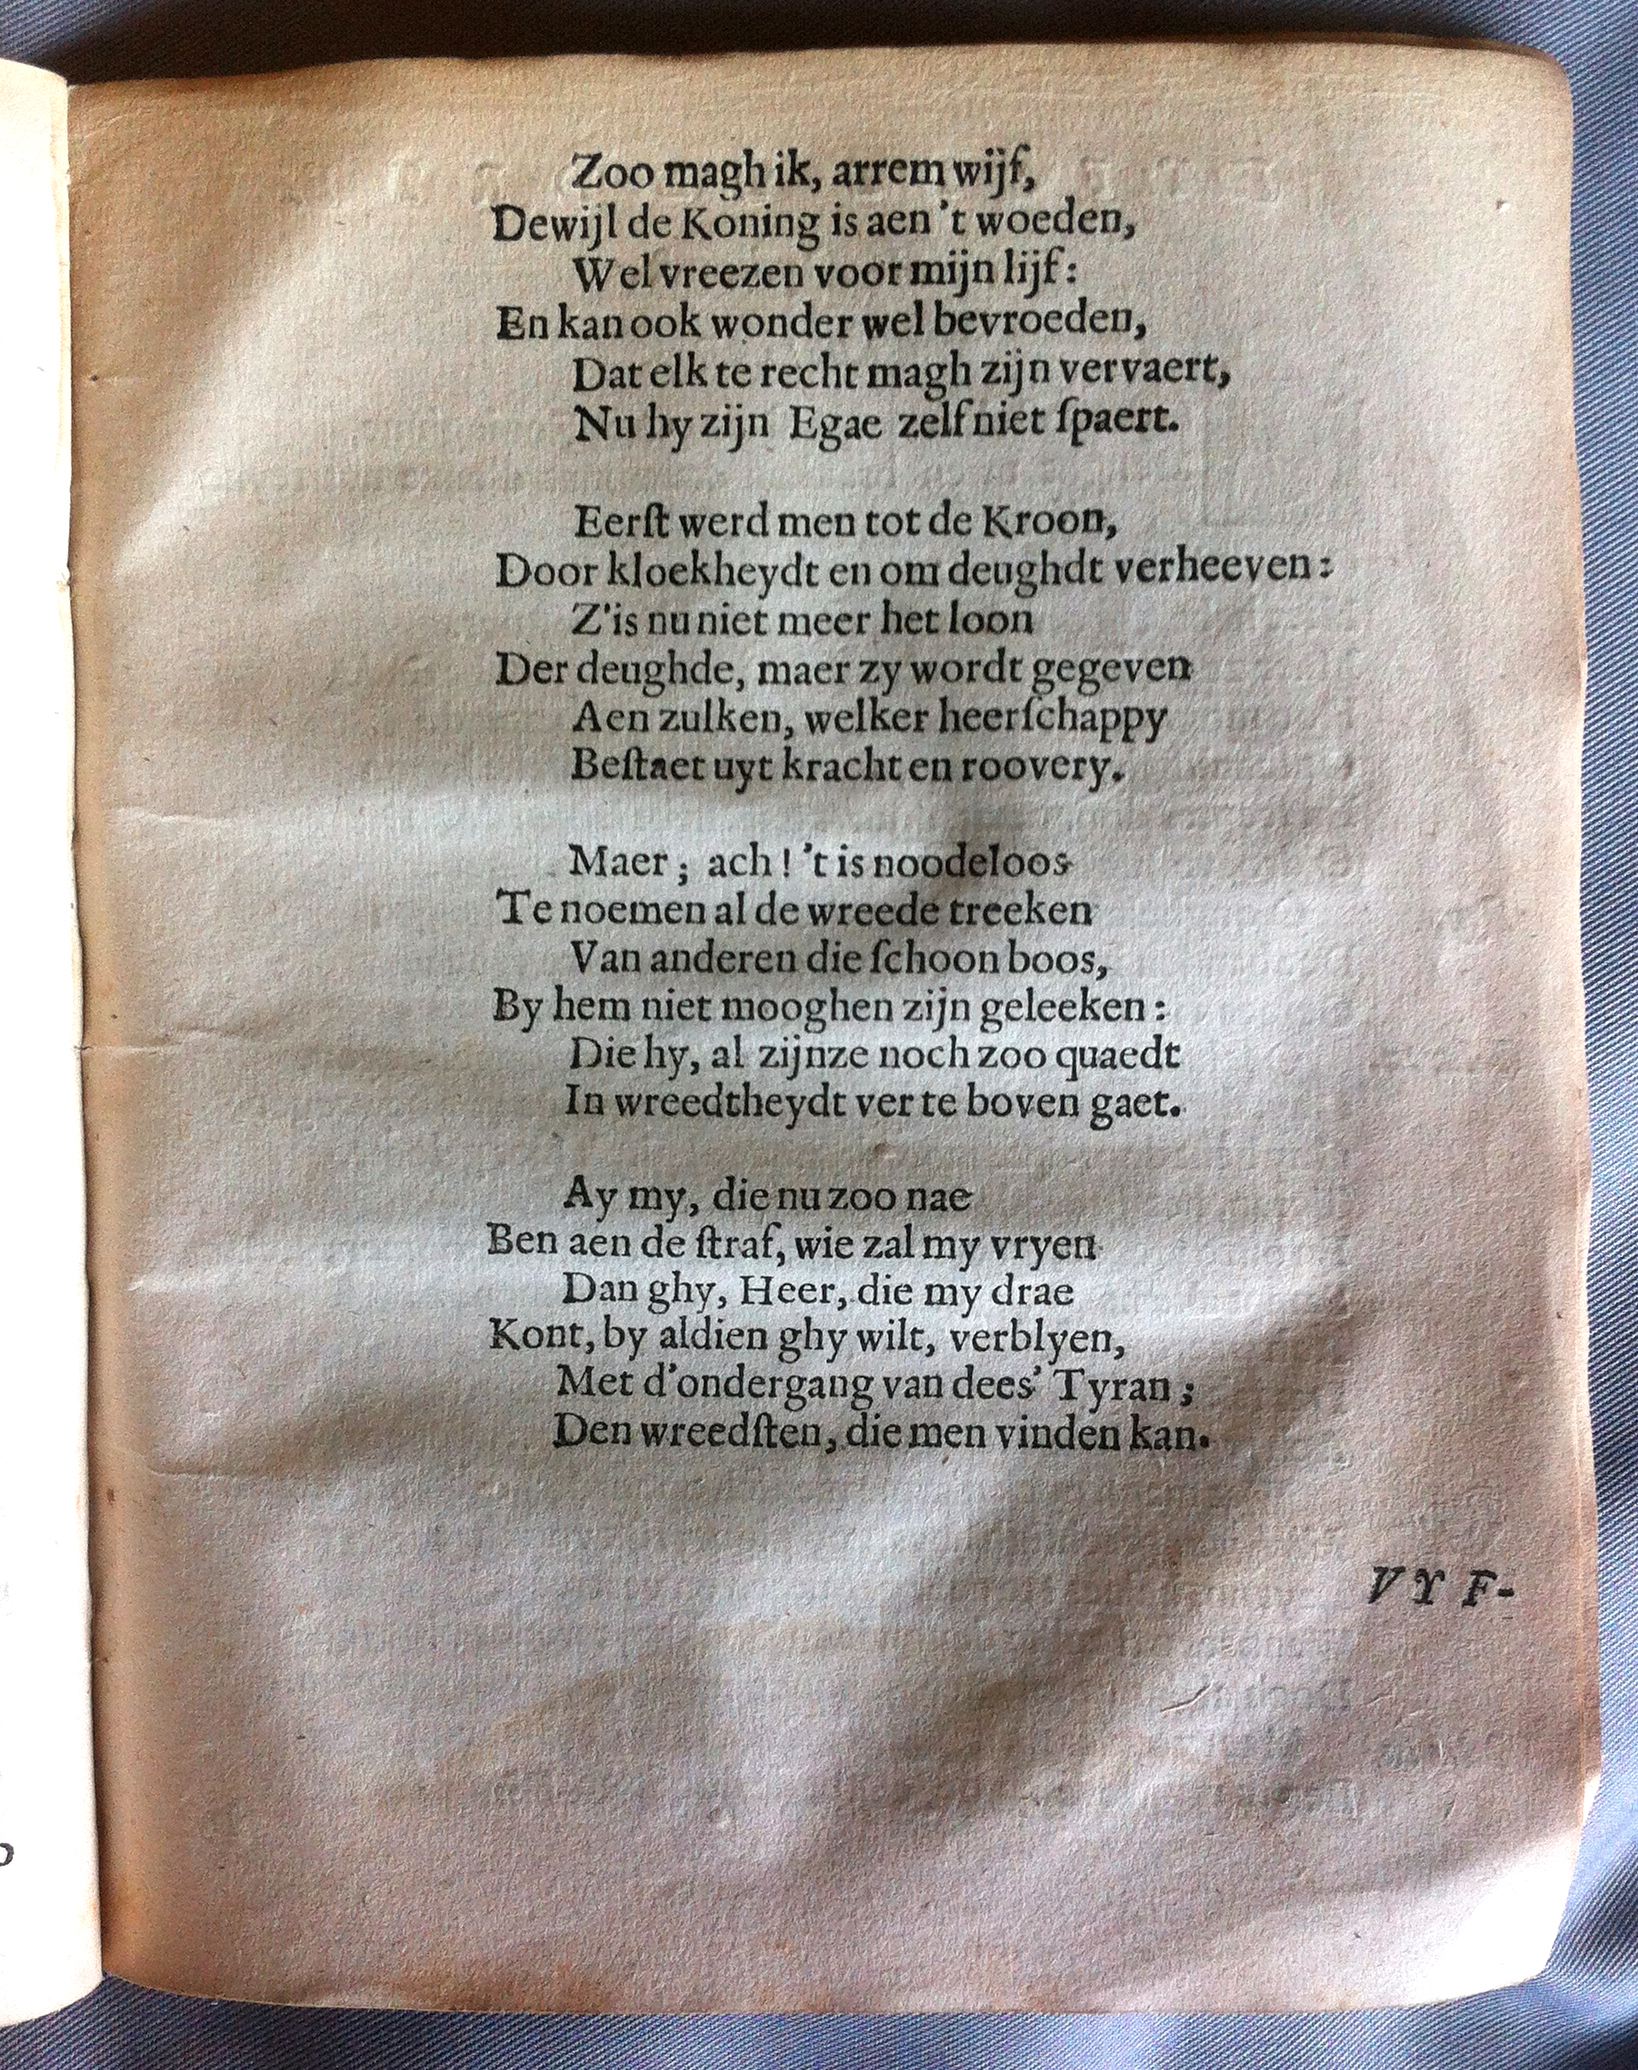 Zoo magh ik, arrem wijf,
Dewijl de Koning is aen 't woeden,
Wel vreezen voor mijn lijf:
En kan ook wonder wel bevroeden,
Dat elk te recht magh zijn vervaert,
Nu hy zijn Egae zelf niet ſpaert.
Eerſt werd men tot de Kroon,
Door kloekheydt en om deughdt verheeven:
Z'is nu niet meer het loon
Der deughde, maer zy wordt gegeven
Aen zulken, welker heerſchappy
Beſtaet uyt kracht en roovery.
Maer; ach! 't is noodeloos
Te noemen al de wreede treeken
Van anderen die ſchoon boos,
By hem niet mooghen zijn geleeken:
Die hy, al zijnze noch zoo quaedt
In wreedtheydt ver te boven gaet.
Ay my, die nu zoo nae
Ben aen de ſtraf, wie zal my vryen
Dan ghy, Heer, die my drae
Kont, by aldien ghy wilt, verblyen,
Met d'ondergang van dees' Tyran;
Den wreedſten, die men vinden kan.
VYF-